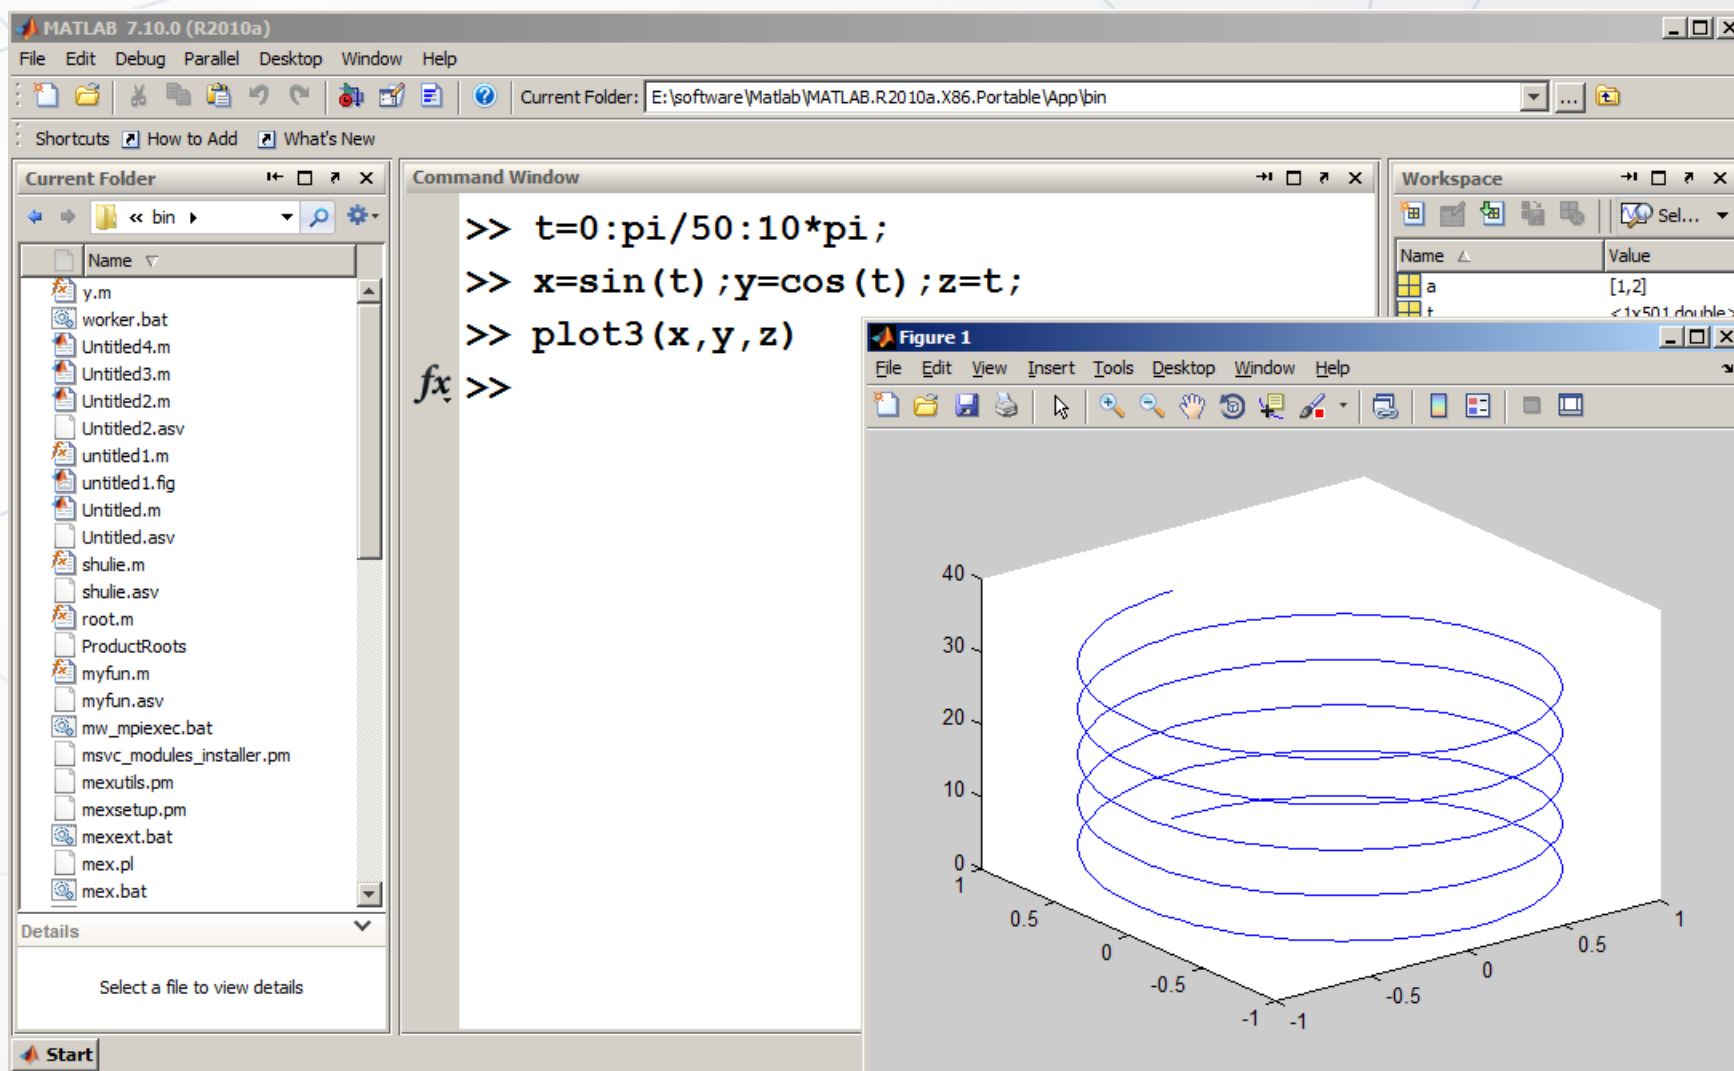 MATLAB 7.10.0 (R2010a)
File Edit Debug Parallel Desktop Window Help
Current Folder: E:\software\Matlab\MATLAB.R2010a.X86.Portable\App\bin
Shortcuts How to Add What's New
Current Folder
« bin
Name
y.m
worker.bat
Untitled4.m
Untitled3.m
Untitled2.m
Untitled2.asv
untitled1.m
untitled1.fig
Untitled.m
Untitled.asv
shulie.m
shulie.asv
root.m
ProductRoots
myfun.m
myfun.asv
mw_mpiexec.bat
msvc_modules_installer.pm
mexutils.pm
mexsetup.pm
mexext.bat
mex.pl
mex.bat
Details
Select a file to view details
Start
Command Window
>> t=0:pi/50:10*pi;
>> x=sin(t);y=cos(t);z=t;
>> plot3(x,y,z)
fx >>
Workspace
Sel...
Name Value
a [1,2]
t <1x501 double>
Figure 1
File Edit View Insert Tools Desktop Window Help
40
30
20
10
0
1
0.5
0
-0.5
-1
-1
-0.5
0
0.5
1